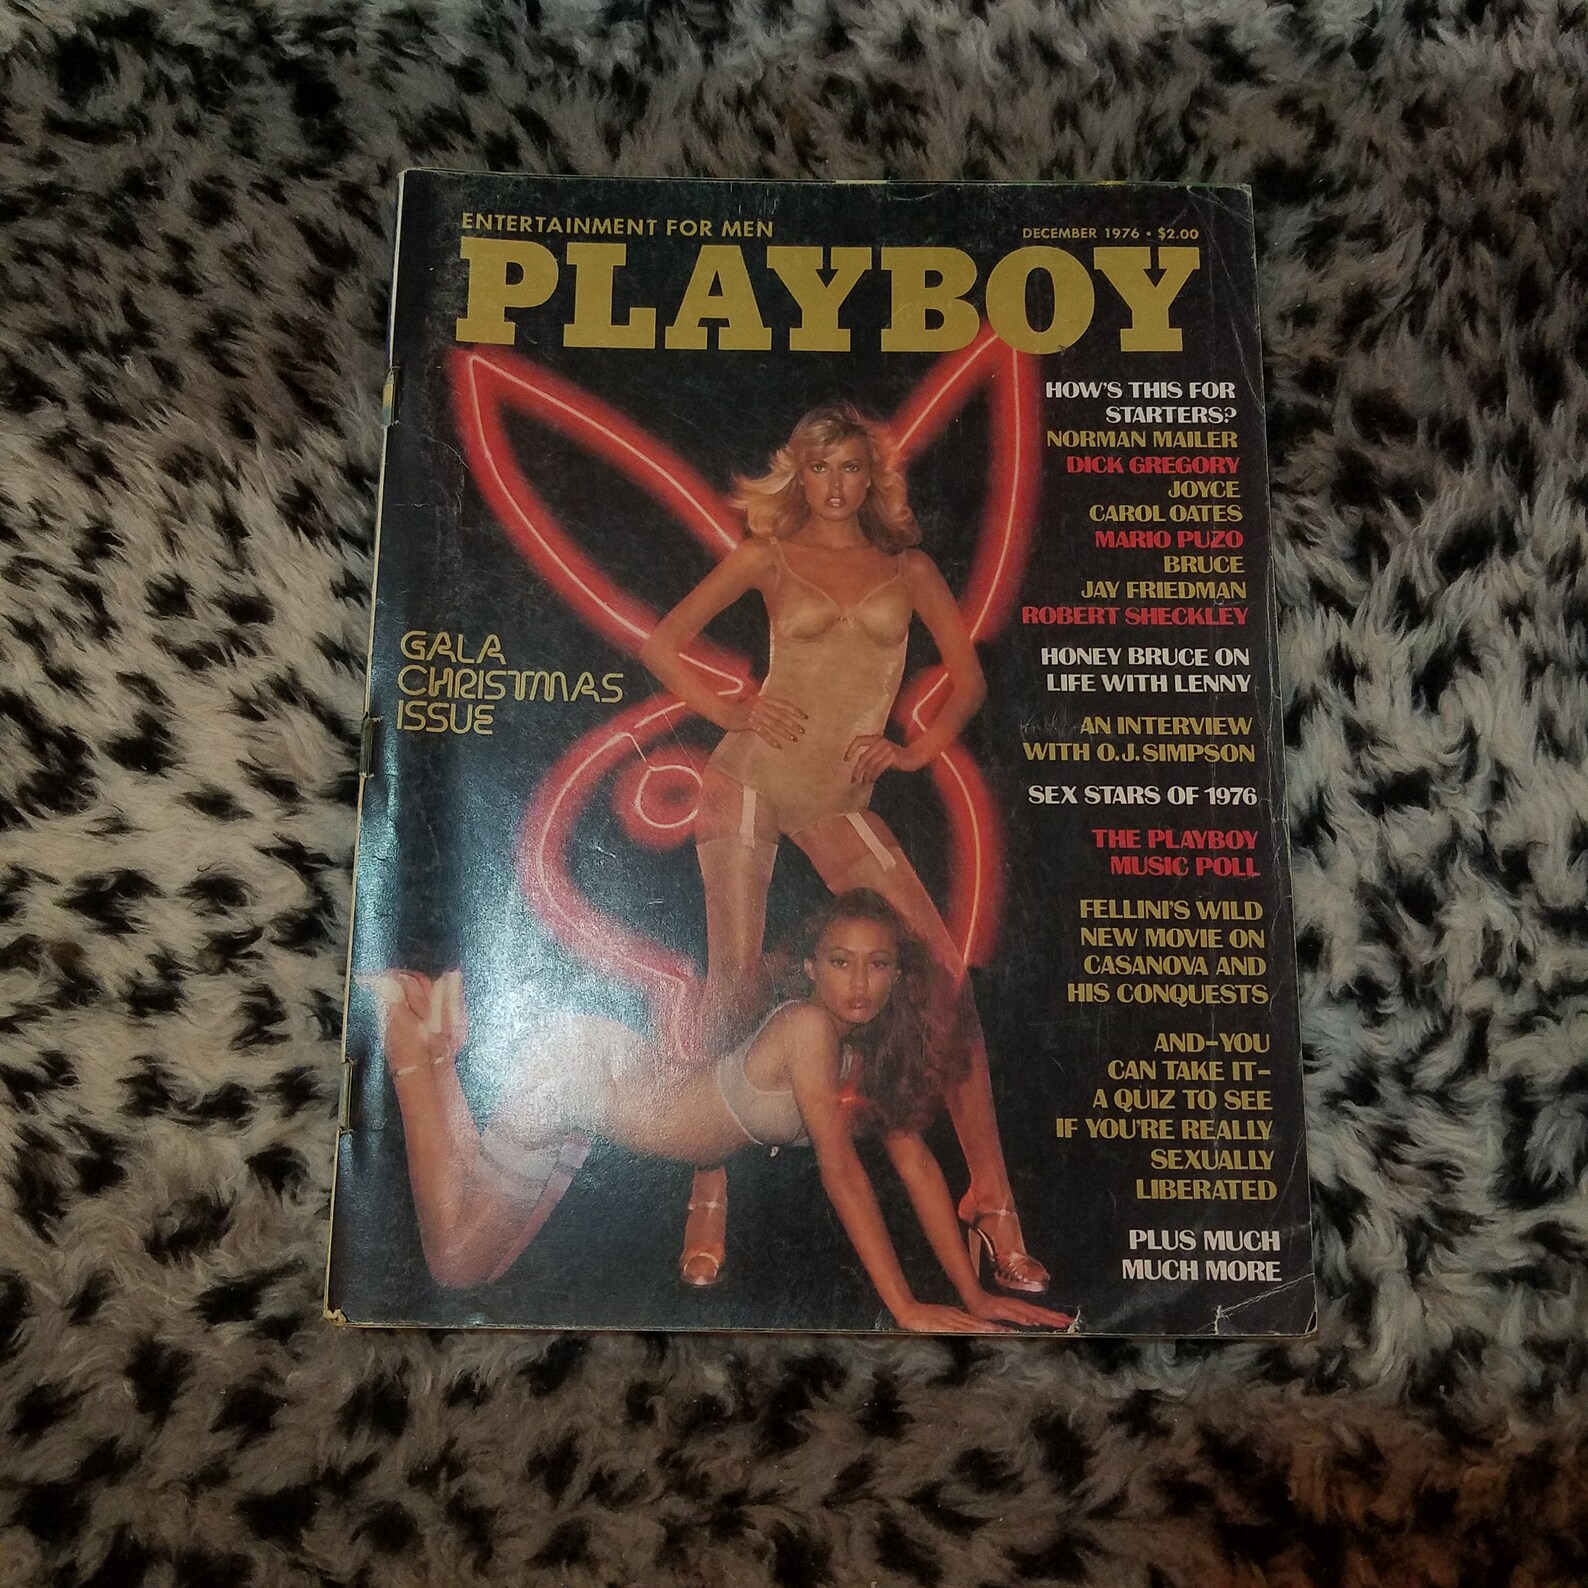 ENTERTAINMENT FOR MEN
DECEMBER 1976 • $2.00
PLAYBOY
GALA
CHRISTMAS
ISSUE
HOW'S THIS FOR
STARTERS?
NORMAN MAILER
DICK GREGORY
JOYCE
CAROL OATES
MARIO PUZO
BRUCE
JAY FRIEDMAN
ROBERT SHECKLEY
HONEY BRUCE ON
LIFE WITH LENNY
AN INTERVIEW
WITH O.J. SIMPSON
SEX STARS OF 1976
THE PLAYBOY
MUSIC POLL
FELLINI'S WILD
NEW MOVIE ON
CASANOVA AND
HIS CONQUESTS
AND–YOU
CAN TAKE IT–
A QUIZ TO SEE
IF YOU'RE REALLY
SEXUALLY
LIBERATED
PLUS MUCH
MUCH MORE